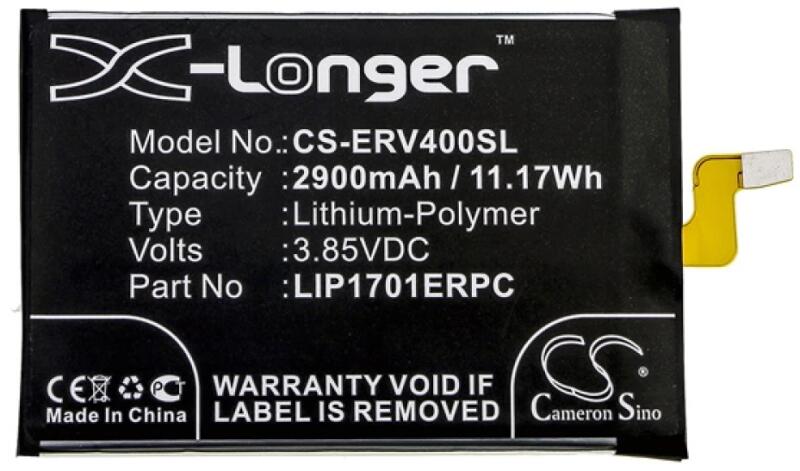 X-Longer™
Model No.: CS-ERV400SL
Capacity : 2900mAh / 11.17Wh
Type : Lithium-Polymer
Volts : 3.85VDC
Part No : LIP1701ERPC
CE PCT
Made In China
WARRANTY VOID IF
LABEL IS REMOVED
CS ®
Cameron Sino